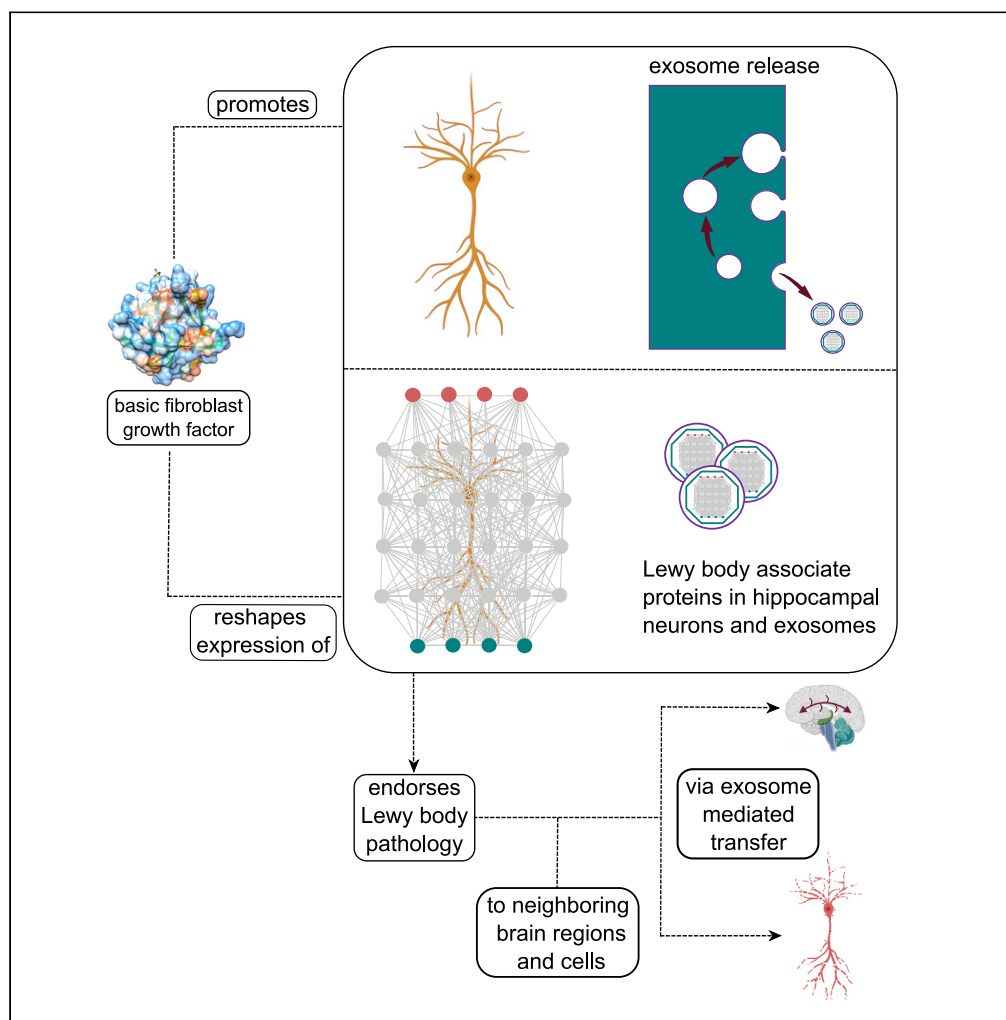 exosome release
promotes
basic fibroblast
growth factor
Lewy body associate
proteins in hippocampal
neurons and exosomes
reshapes
expression of
endorses
Lewy body
pathology
via exosome
mediated
transfer
to neighboring
brain regions
and cells